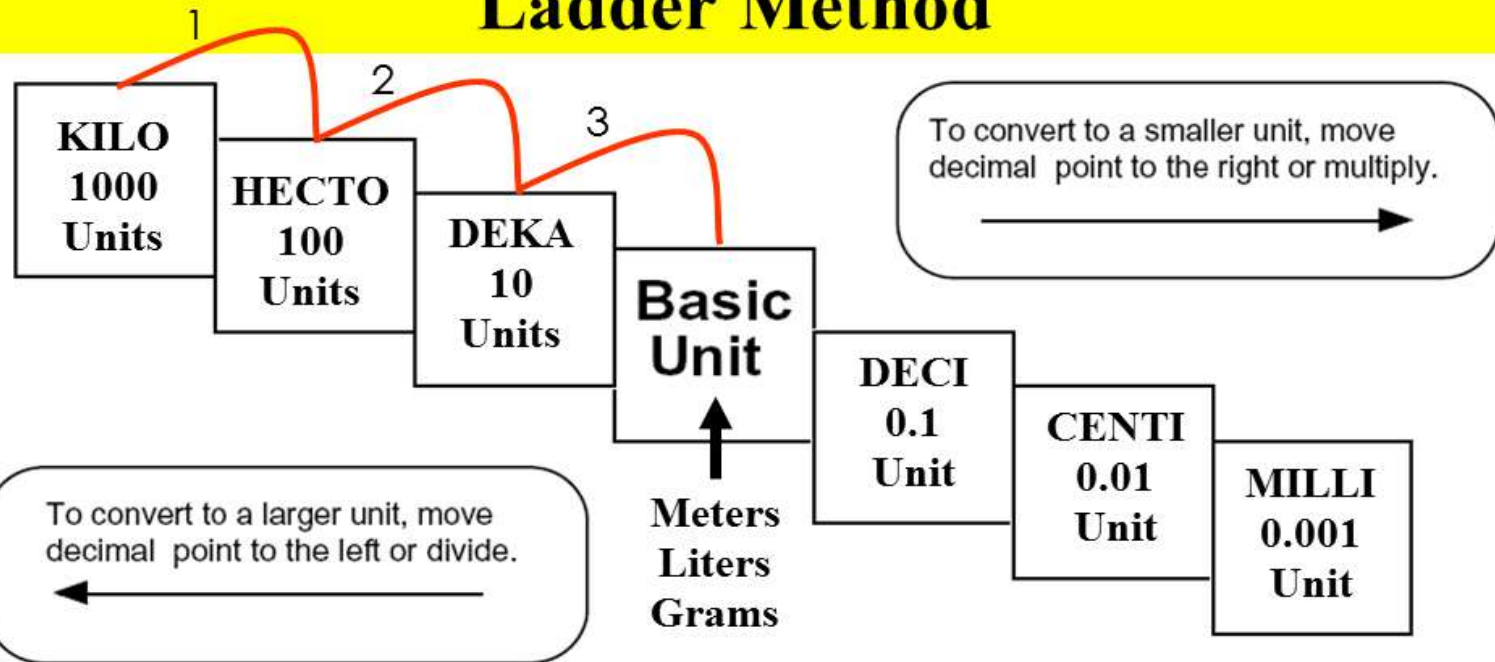 Ladder Method
1
2
3
KILO
1000
Units
HECTO
100
Units
DEKA
10
Units
Basic
Unit
DECI
0.1
Unit
CENTI
0.01
Unit
MILLI
0.001
Unit
To convert to a smaller unit, move
decimal point to the right or multiply.
To convert to a larger unit, move
decimal point to the left or divide.
Meters
Liters
Grams